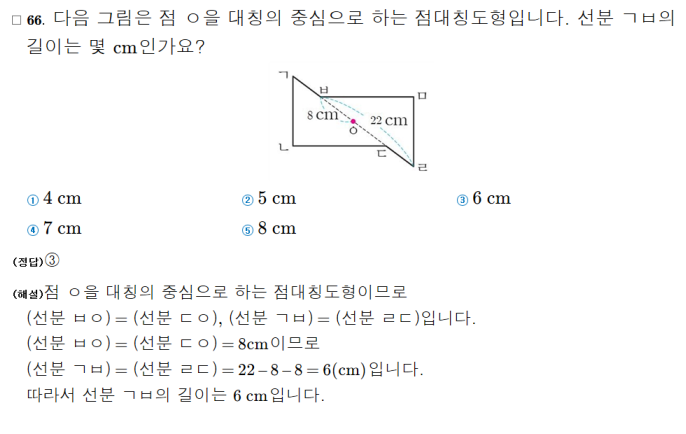 □ 66. 다음 그림은 점 ㅇ을 대칭의 중심으로 하는 점대칭도형입니다. 선분 ㄱㅂ의
길이는 몇 cm인가요?
ㄱ
ㅂ
ㅁ
8 cm
22 cm
ㅇ
ㄴ
ㄷ
ㄹ
① 4 cm ② 5 cm ③ 6 cm
④ 7 cm ⑤ 8 cm
(정답)③
(해설)점 ㅇ을 대칭의 중심으로 하는 점대칭도형이므로
(선분 ㅂㅇ) = (선분 ㄷㅇ), (선분 ㄱㅂ) = (선분 ㄹㄷ)입니다.
(선분 ㅂㅇ) = (선분 ㄷㅇ) = 8cm이므로
(선분 ㄱㅂ) = (선분 ㄹㄷ) = 22 – 8 – 8 = 6(cm)입니다.
따라서 선분 ㄱㅂ의 길이는 6 cm입니다.